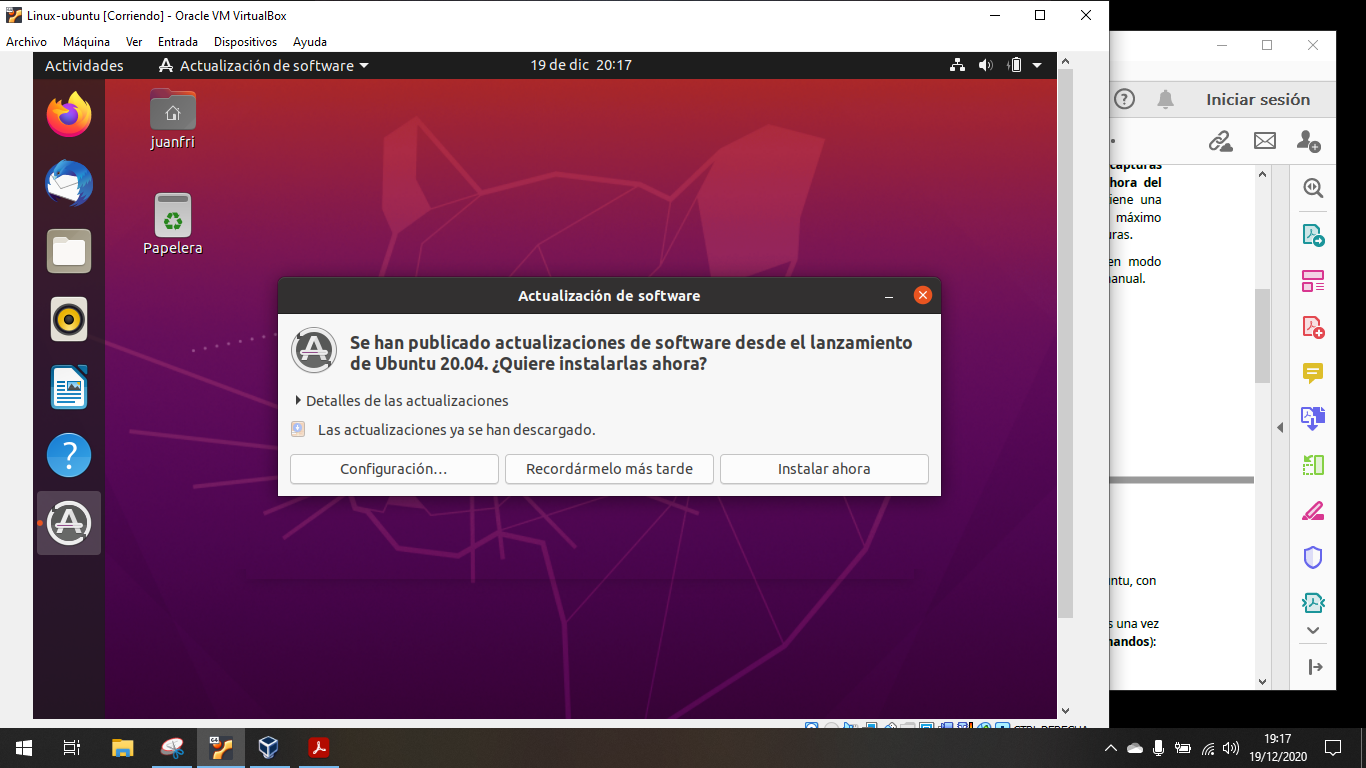 Linux-ubuntu [Corriendo] - Oracle VM VirtualBox
Archivo Máquina Ver Entrada Dispositivos Ayuda
Actividades Actualización de software 19 de dic 20:17
juanfri
Papelera
Actualización de software
Se han publicado actualizaciones de software desde el lanzamiento
de Ubuntu 20.04. ¿Quiere instalarlas ahora?
Detalles de las actualizaciones
Las actualizaciones ya se han descargado.
Configuración... Recordármelo más tarde Instalar ahora
Iniciar sesión
capturas
hora del
una
máximo
en modo
anual.
untu, con
una vez
mandos):
19:17
19/12/2020